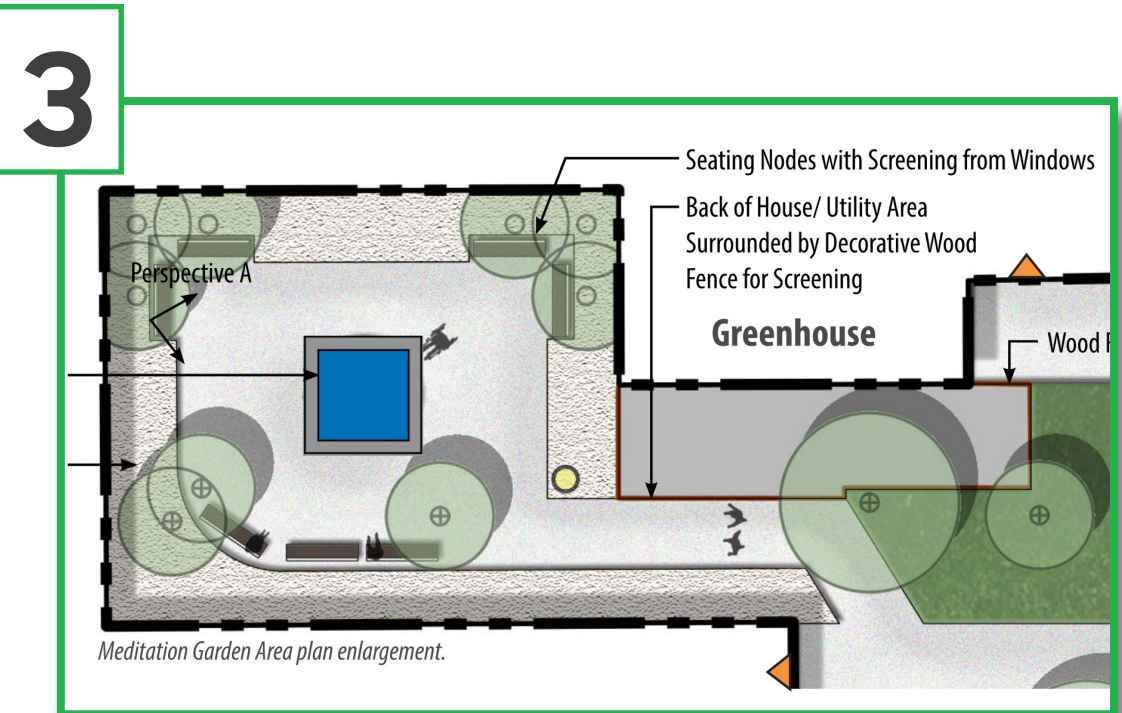 3
Seating Nodes with Screening from Windows
Back of House/ Utility Area
Surrounded by Decorative Wood
Fence for Screening
Perspective A
Greenhouse
Wood
Meditation Garden Area plan enlargement.